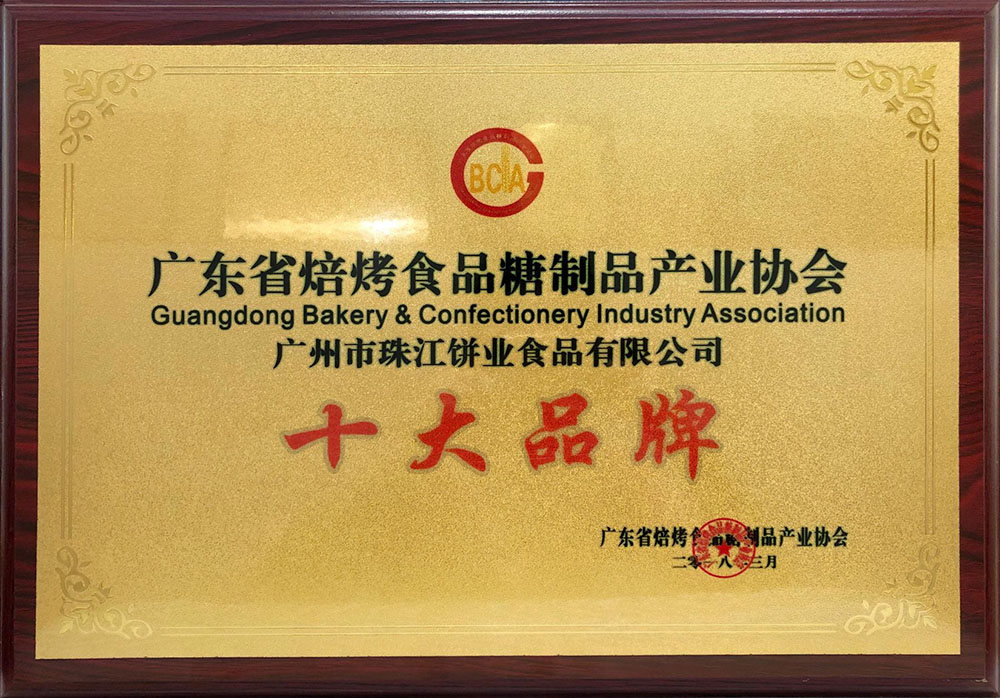 BCIA
广东省焙烤食品糖制品产业协会
Guangdong Bakery & Confectionery Industry Association
广州市珠江饼业食品有限公司
十大品牌
广东省焙烤食品糖制品产业协会
二零一八年三月